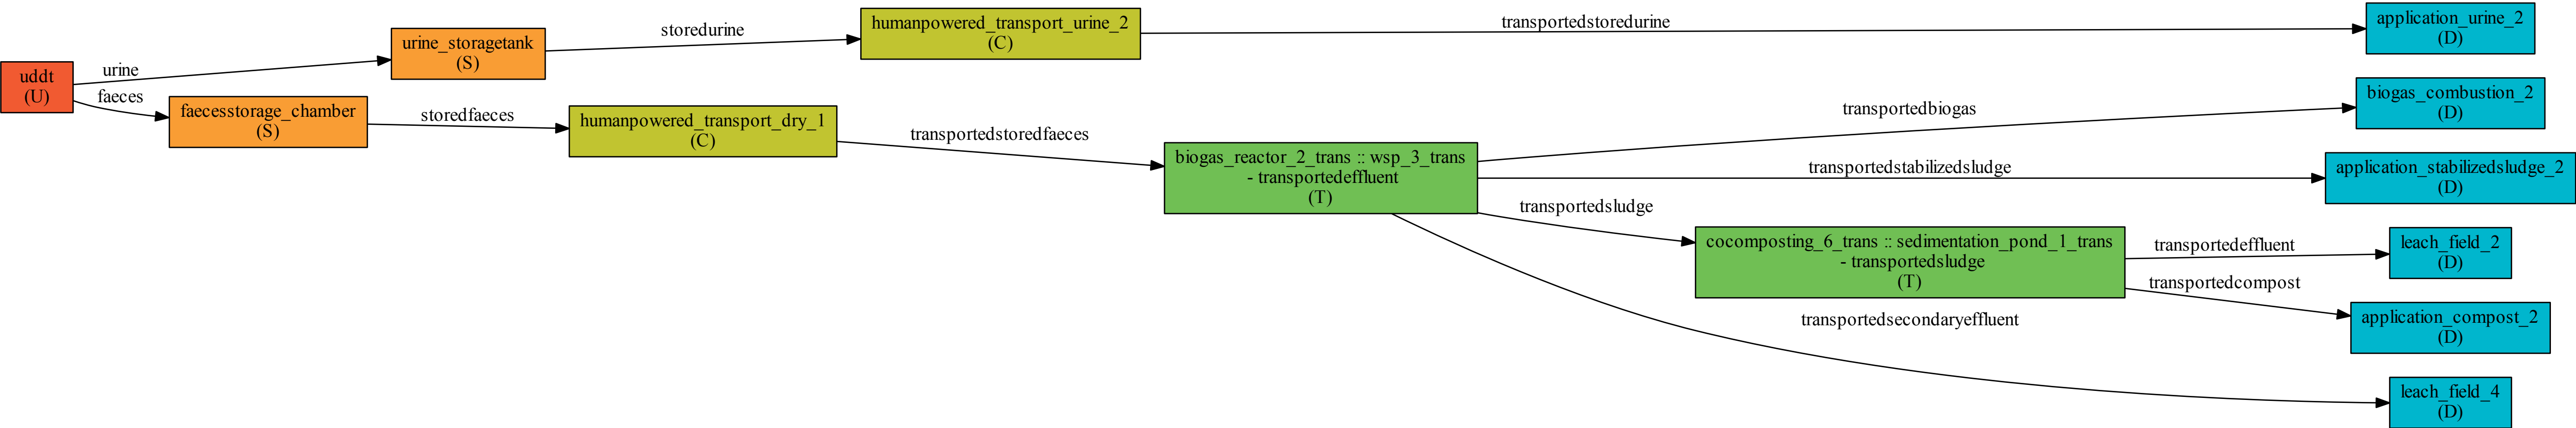 uddt
(U)
urine
faeces
urine_storagetank
(S)
faecesstorage_chamber
(S)
storedurine
storedfaeces
humanpowered_transport_urine_2
(C)
humanpowered_transport_dry_1
(C)
transportedstoredurine
transportedstoredfaeces
biogas_reactor_2_trans :: wsp_3_trans
- transportedeffluent
(T)
transportedbiogas
transportedstabilizedsludge
transportedsludge
transportedsecondaryeffluent
cocomposting_6_trans :: sedimentation_pond_1_trans
- transportedsludge
(T)
transportedeffluent
transportedcompost
application_urine_2
(D)
biogas_combustion_2
(D)
application_stabilizedsludge_2
(D)
leach_field_2
(D)
application_compost_2
(D)
leach_field_4
(D)